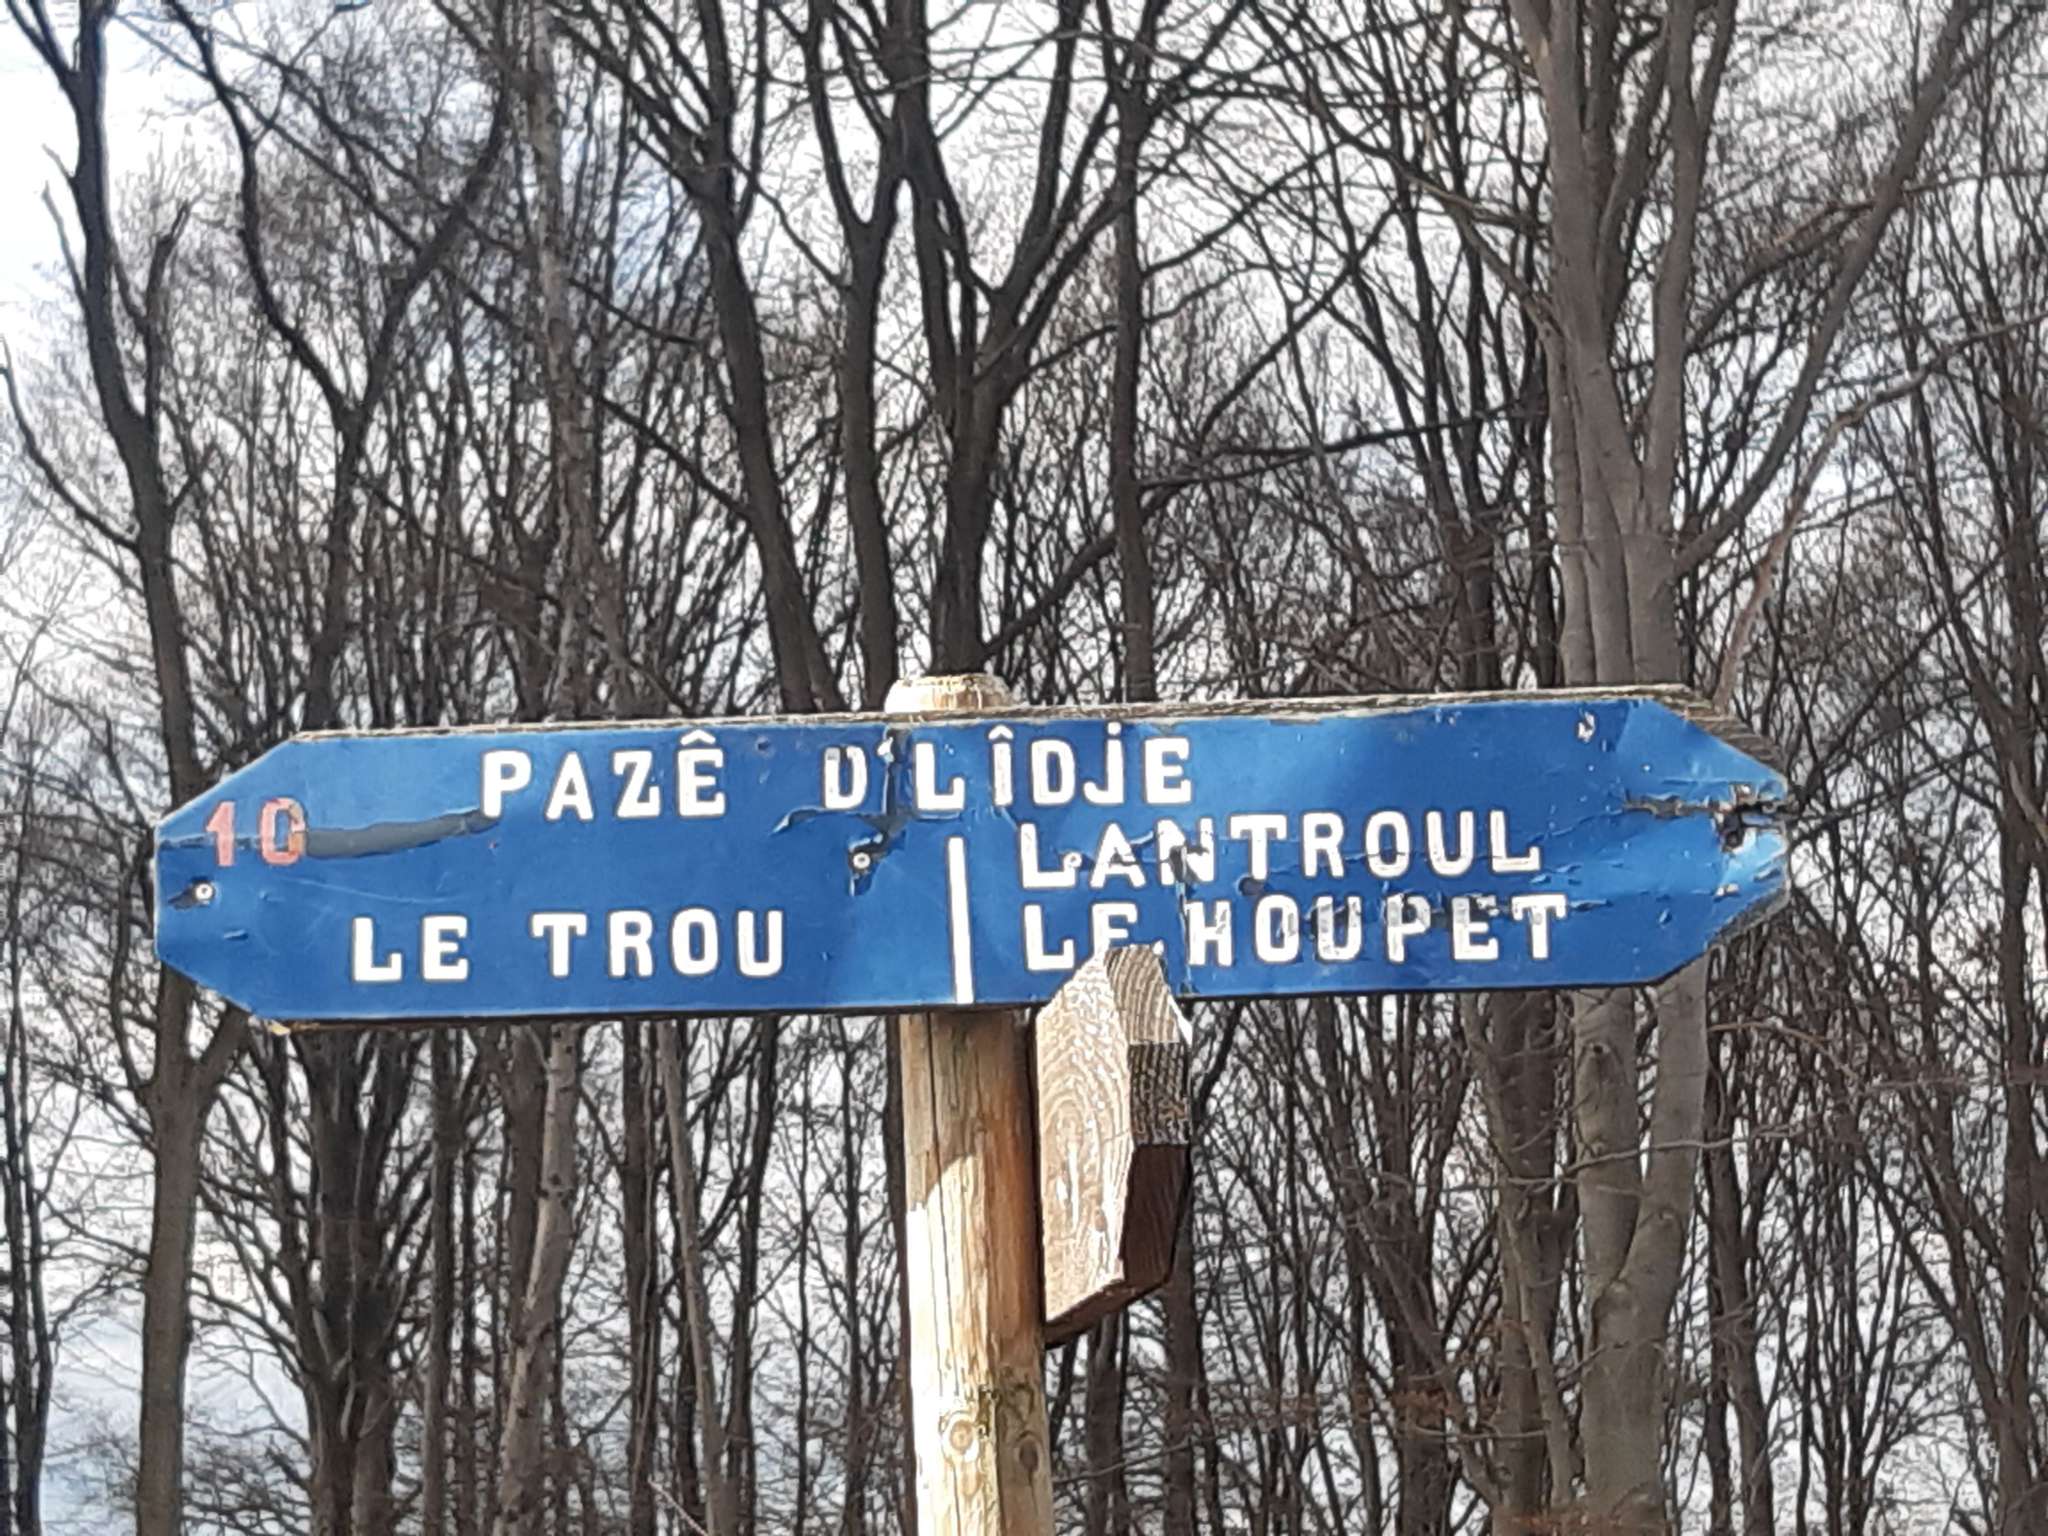 PAZÊ D'LÎDJE
10
LANTROUL
LE TROU
LE HOUPET